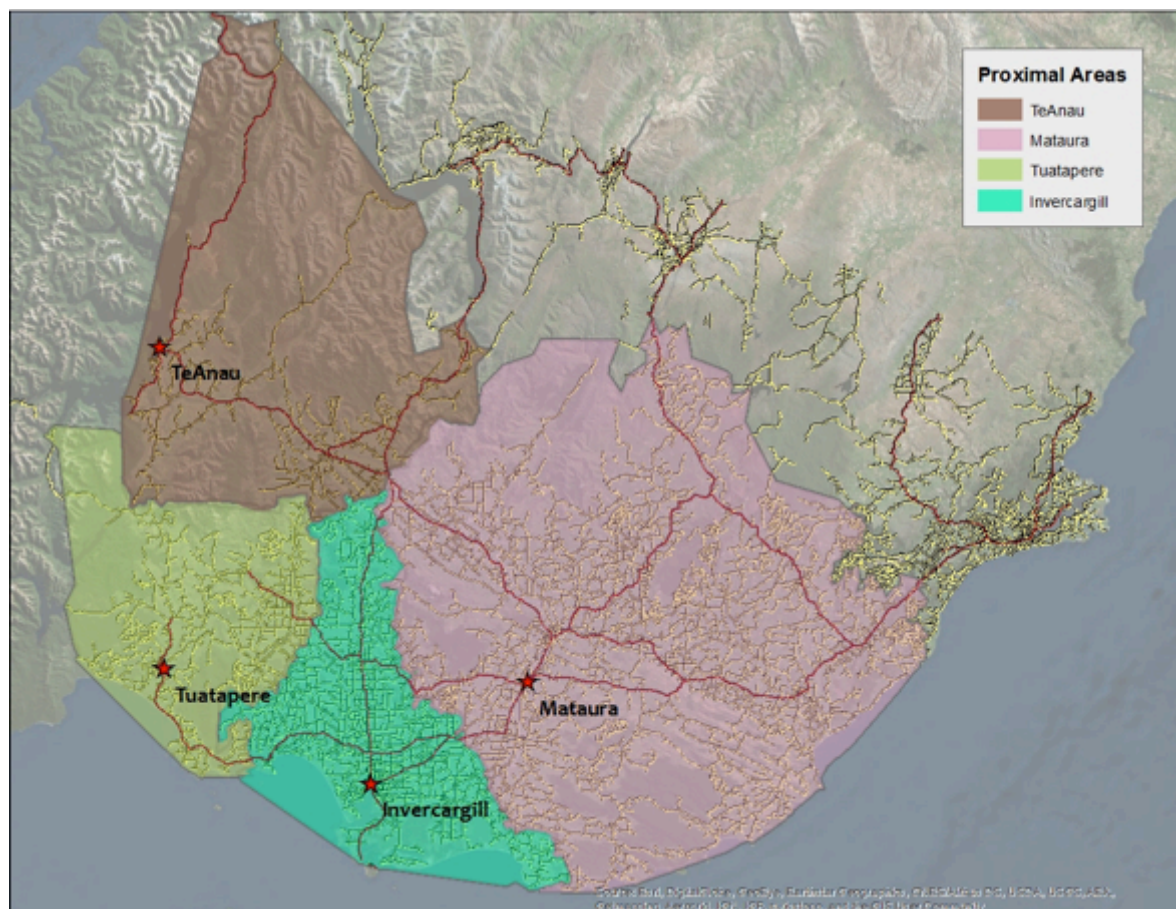 Proximal Areas
TeAnau
Mataura
Tuatapere
Invercargill
TeAnau
Tuatapere
Mataura
Invercargill